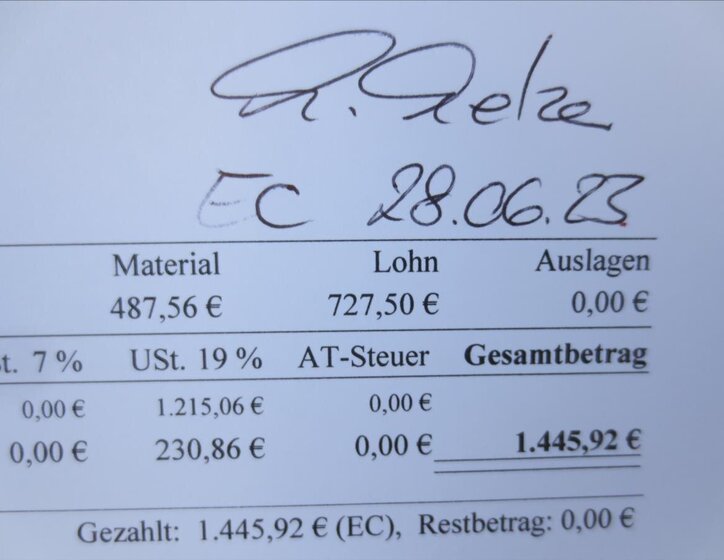 EC 28.06.23
Material Lohn Auslagen
487,56 € 727,50 € 0,00 €
t. 7 % USt. 19 % AT-Steuer Gesamtbetrag
0,00 € 1.215,06 € 0,00 €
0,00 € 230,86 € 0,00 € 1.445,92 €
Gezahlt: 1.445,92 € (EC), Restbetrag: 0,00 €